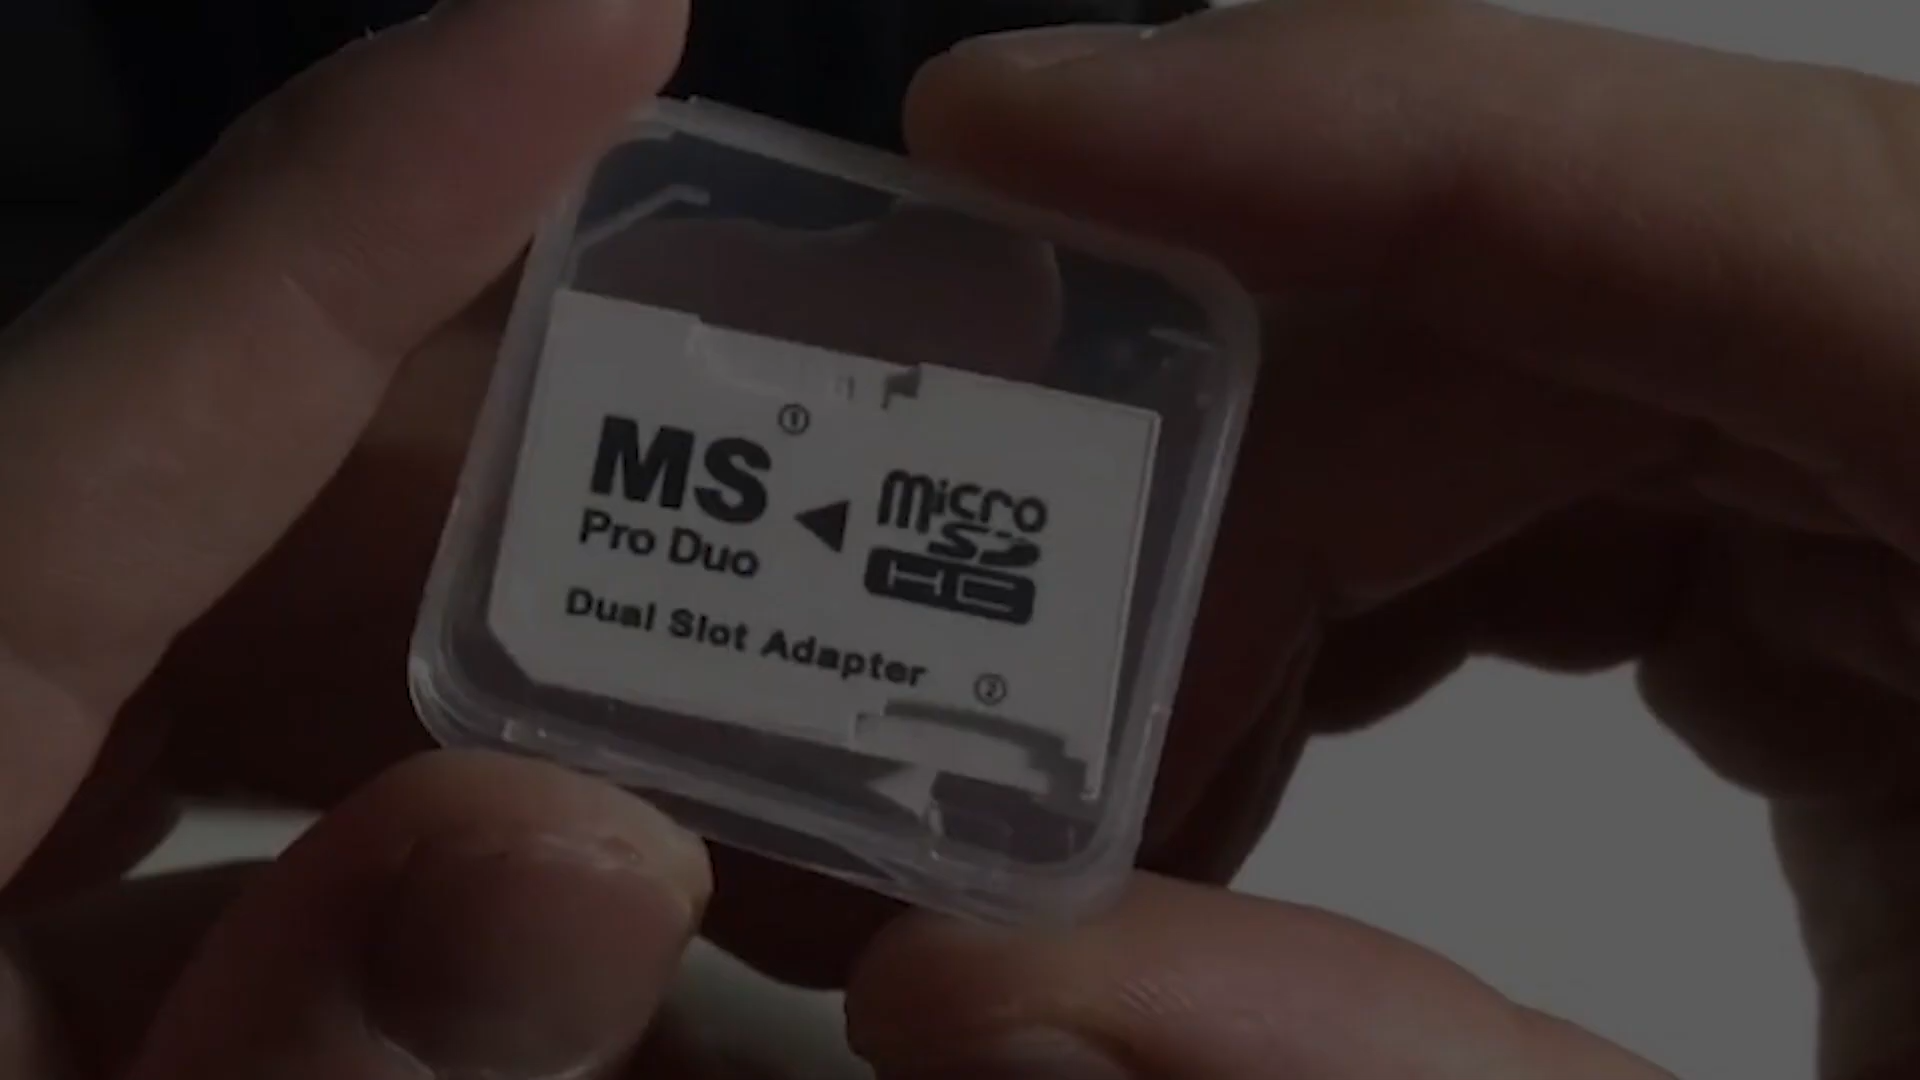 ①
MS
Pro Duo
◀
micro
SD
HC
Dual Slot Adapter
②